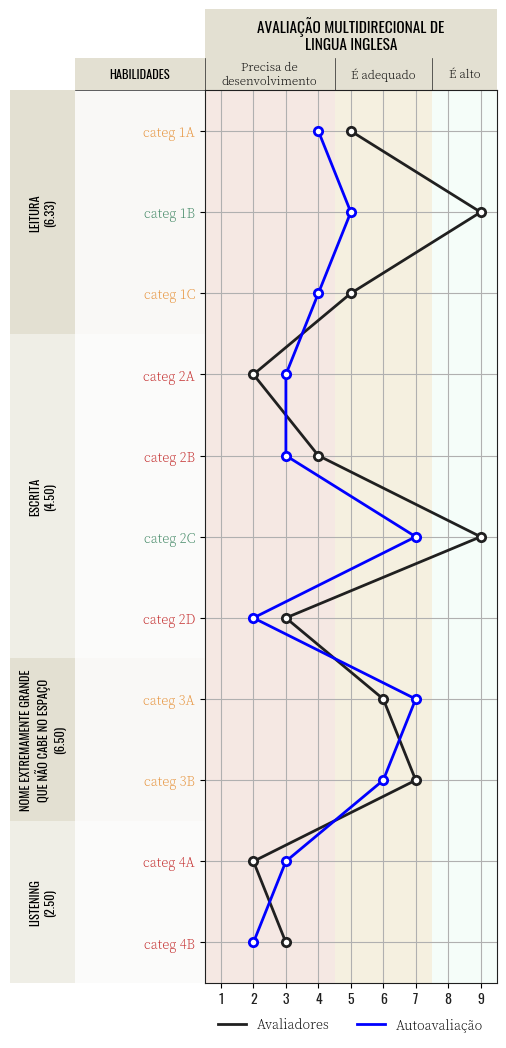 AVALIAÇÃO MULTIDIRECIONAL DE
LINGUA INGLESA
HABILIDADES
Precisa de
desenvolvimento
É adequado
É alto
LEITURA
(6.33)
categ 1A
categ 1B
categ 1C
ESCRITA
(4.50)
categ 2A
categ 2B
categ 2C
categ 2D
NOME EXTREMAMENTE GRANDE
QUE NÃO CABE NO ESPAÇO
(6.50)
categ 3A
categ 3B
LISTENING
(2.50)
categ 4A
categ 4B
1 2 3 4 5 6 7 8 9
Avaliadores Autoavaliação